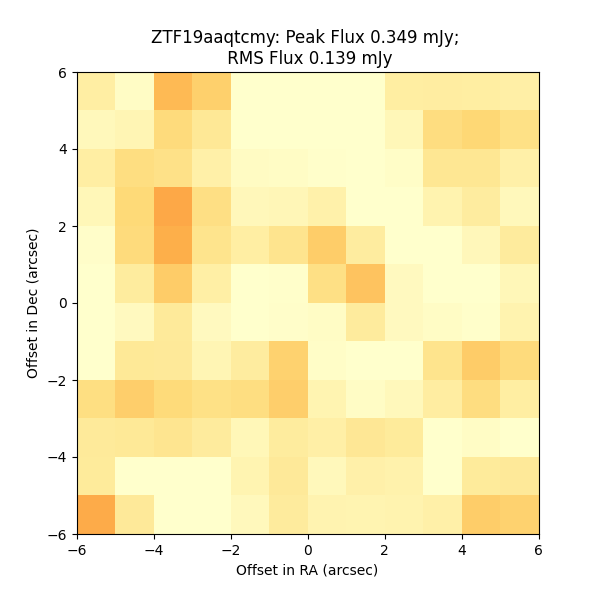 ZTF19aaqtcmy: Peak Flux 0.349 mJy;
RMS Flux 0.139 mJy
6
4
2
0
−2
−4
−6
Offset in Dec (arcsec)
−6 −4 −2 0 2 4 6
Offset in RA (arcsec)